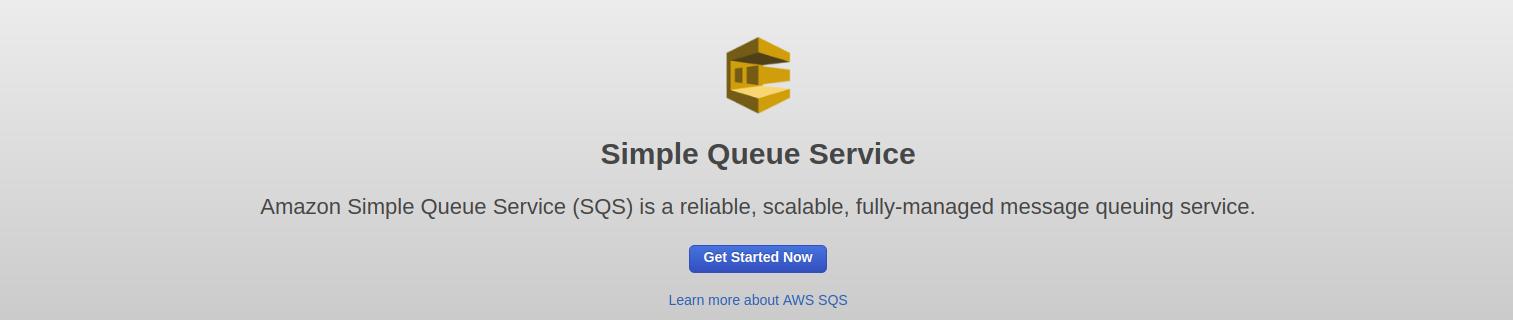 Simple Queue Service
Amazon Simple Queue Service (SQS) is a reliable, scalable, fully-managed message queuing service.
Get Started Now
Learn more about AWS SQS